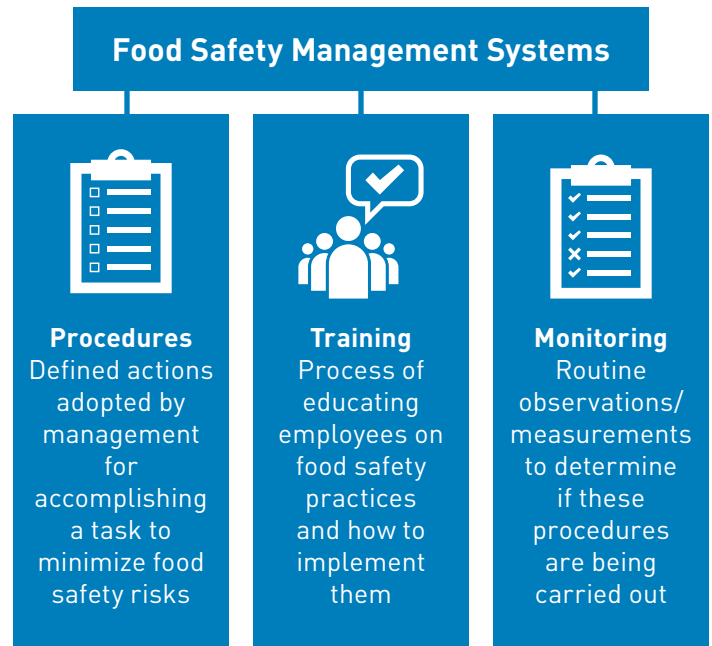 Food Safety Management Systems
Procedures
Defined actions
adopted by
management
for
accomplishing
a task to
minimize food
safety risks
Training
Process of
educating
employees on
food safety
practices
and how to
implement
them
Monitoring
Routine
observations/
measurements
to determine
if these
procedures
are being
carried out